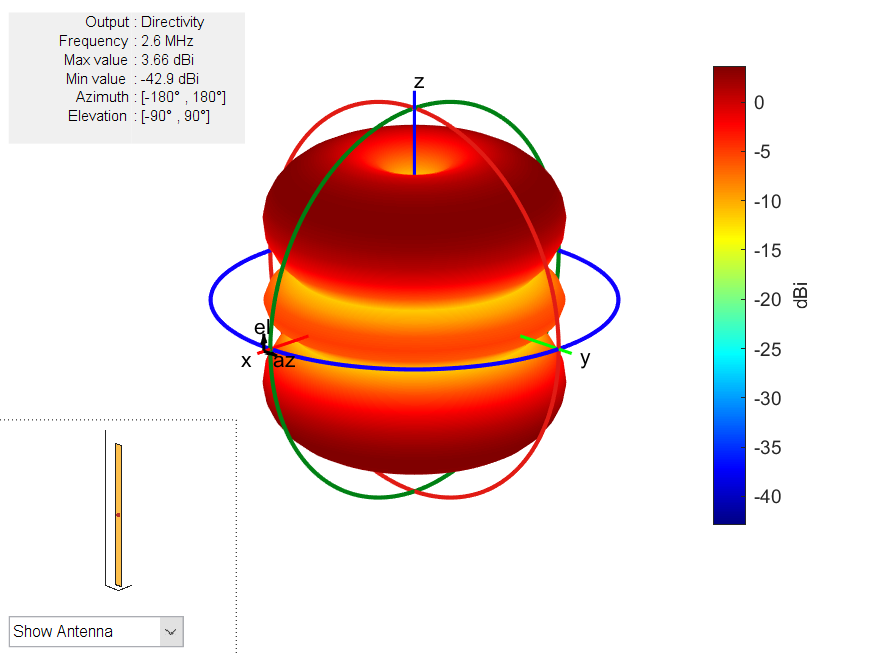 Output : Directivity
Frequency : 2.6 MHz
Max value : 3.66 dBi
Min value : -42.9 dBi
Azimuth : [-180° , 180°]
Elevation : [-90° , 90°]
z
el
x
az
y
0
-5
-10
-15
-20
-25
-30
-35
-40
dBi
Show Antenna